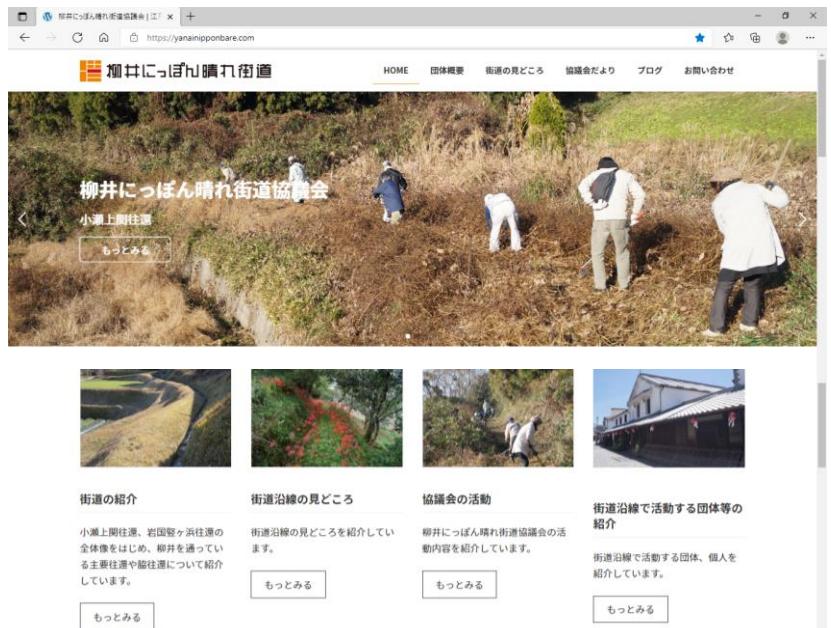 柳井にっぽん晴れ街道協議会 | 江戸
https://yanainipponbare.com
柳井にっぽん晴れ街道
HOME 団体概要 街道の見どころ 協議会だより ブログ お問い合わせ
柳井にっぽん晴れ街道協議会
小瀬上関往還
もっとみる
街道の紹介
小瀬上関往還、岩国竪ヶ浜往還の
全体像をはじめ、柳井を通ってい
る主要往還や脇往還について紹介
しています。
もっとみる
街道沿線の見どころ
街道沿線の見どころを紹介してい
ます。
もっとみる
協議会の活動
柳井にっぽん晴れ街道協議会の活
動内容を紹介しています。
もっとみる
街道沿線で活動する団体等の
紹介
街道沿線で活動する団体、個人を
紹介しています。
もっとみる